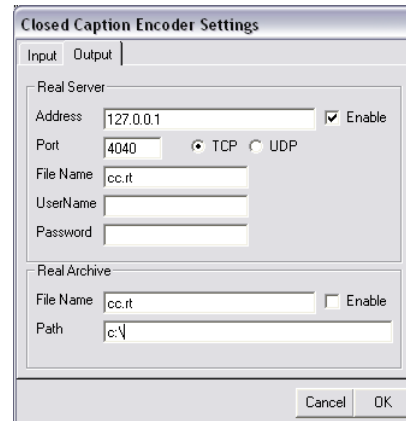 Closed Caption Encoder Settings
Input Output
Real Server
Address 127.0.0.1 Enable
Port 4040 TCP UDP
File Name cc.rt
UserName
Password
Real Archive
File Name cc.rt Enable
Path c:\
Cancel OK